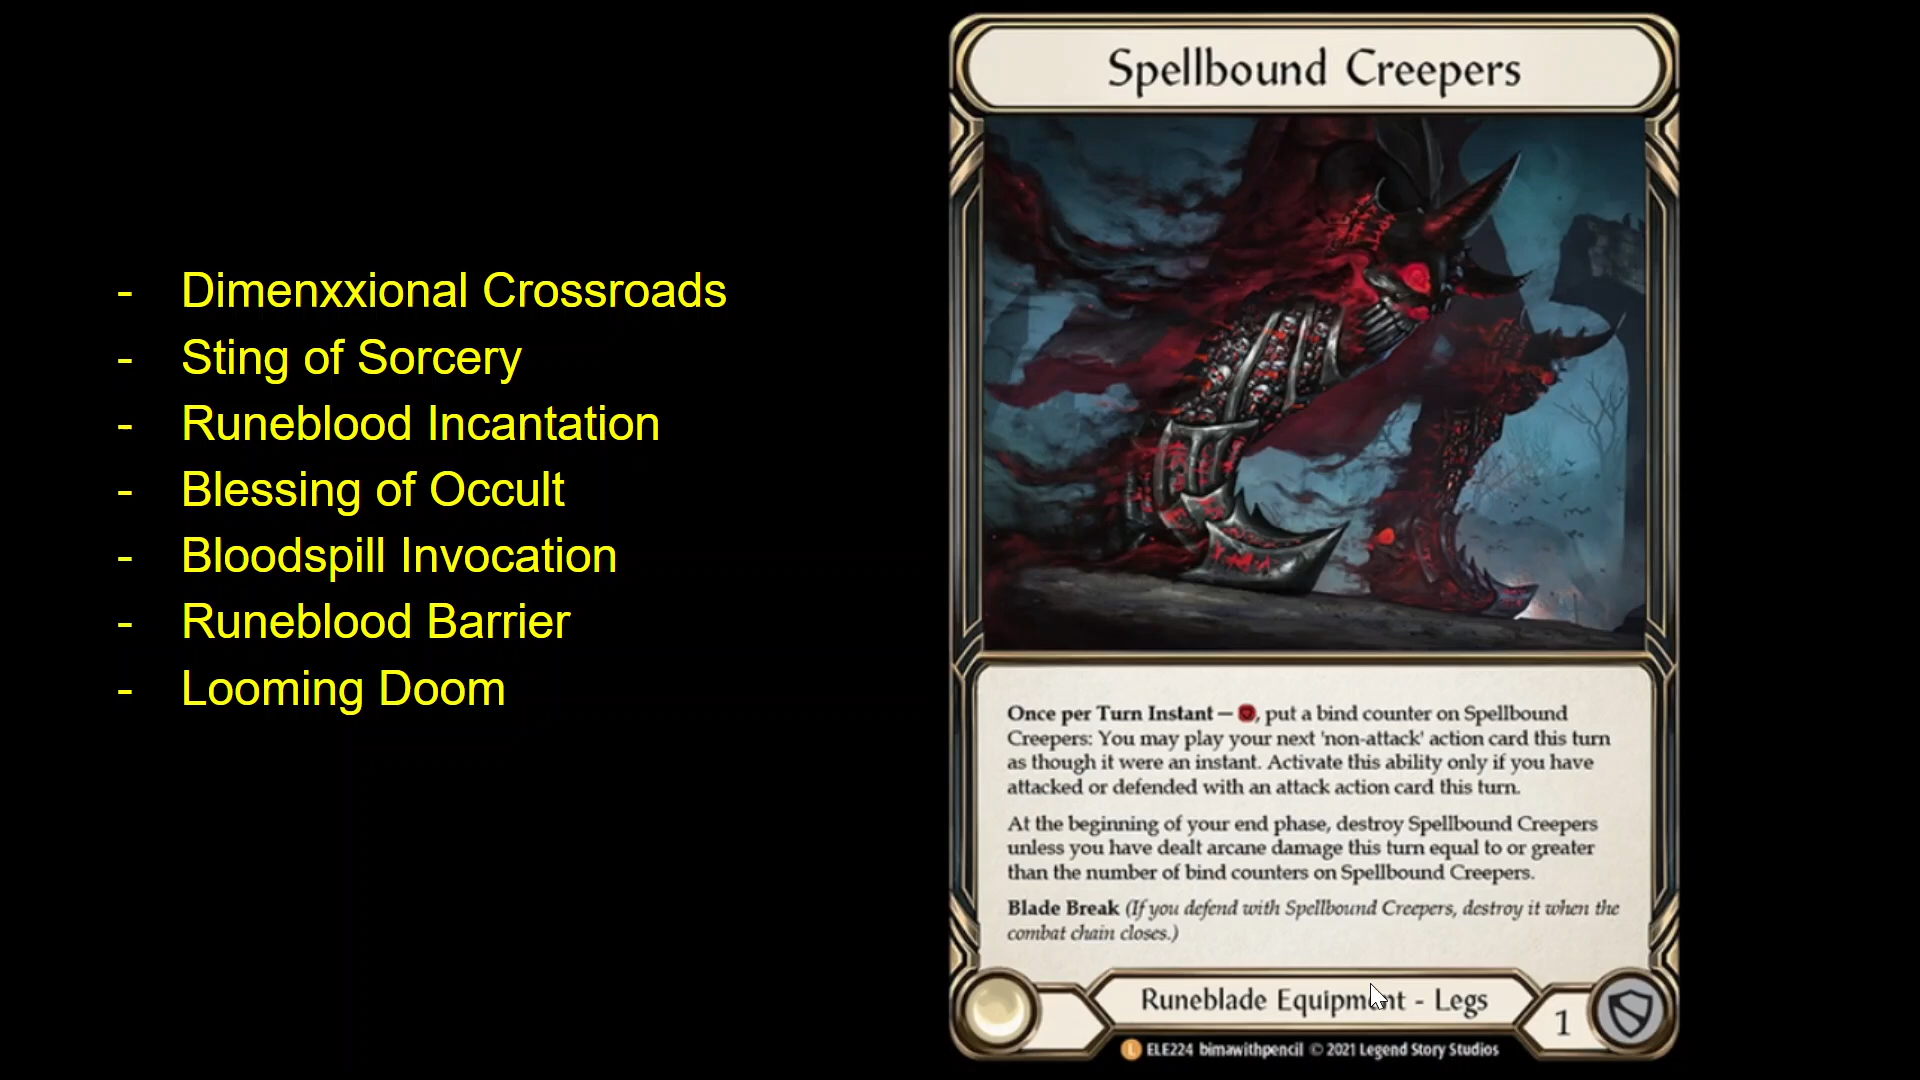 - Dimenxxional Crossroads
- Sting of Sorcery
- Runeblood Incantation
- Blessing of Occult
- Bloodspill Invocation
- Runeblood Barrier
- Looming Doom
Spellbound Creepers
Once per Turn Instant — , put a bind counter on Spellbound
Creepers: You may play your next 'non-attack' action card this turn
as though it were an instant. Activate this ability only if you have
attacked or defended with an attack action card this turn.
At the beginning of your end phase, destroy Spellbound Creepers
unless you have dealt arcane damage this turn equal to or greater
than the number of bind counters on Spellbound Creepers.
Blade Break (If you defend with Spellbound Creepers, destroy it when the
combat chain closes.)
Runeblade Equipment - Legs
1
L ELE224 bimawithpencil © 2021 Legend Story Studios